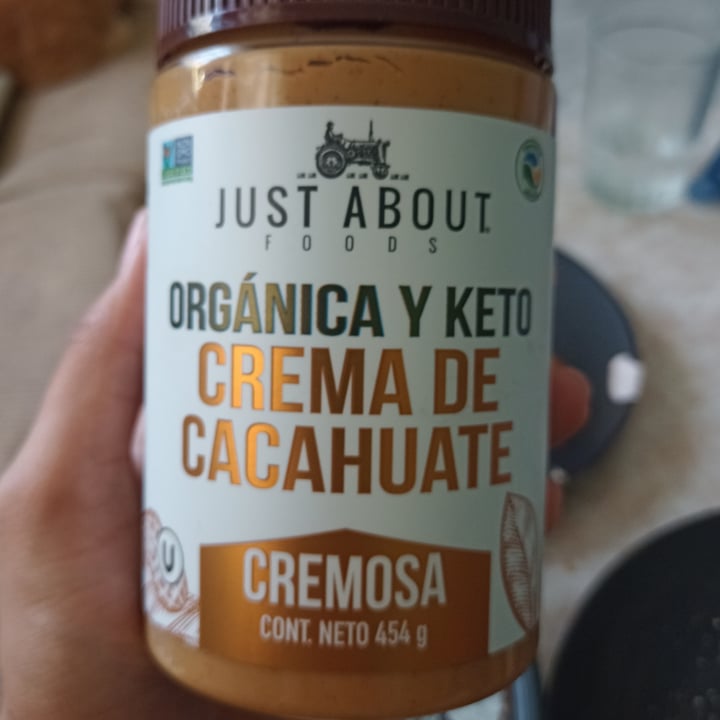 JUST ABOUT
FOODS
ORGÁNICA Y KETO
CREMA DE
CACAHUATE
U
CREMOSA
CONT. NETO 454 g